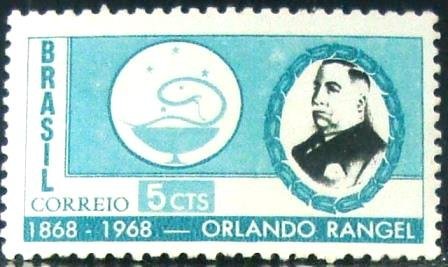 BRASIL
CORREIO
5 CTS
1868 - 1968 — ORLANDO RANGEL